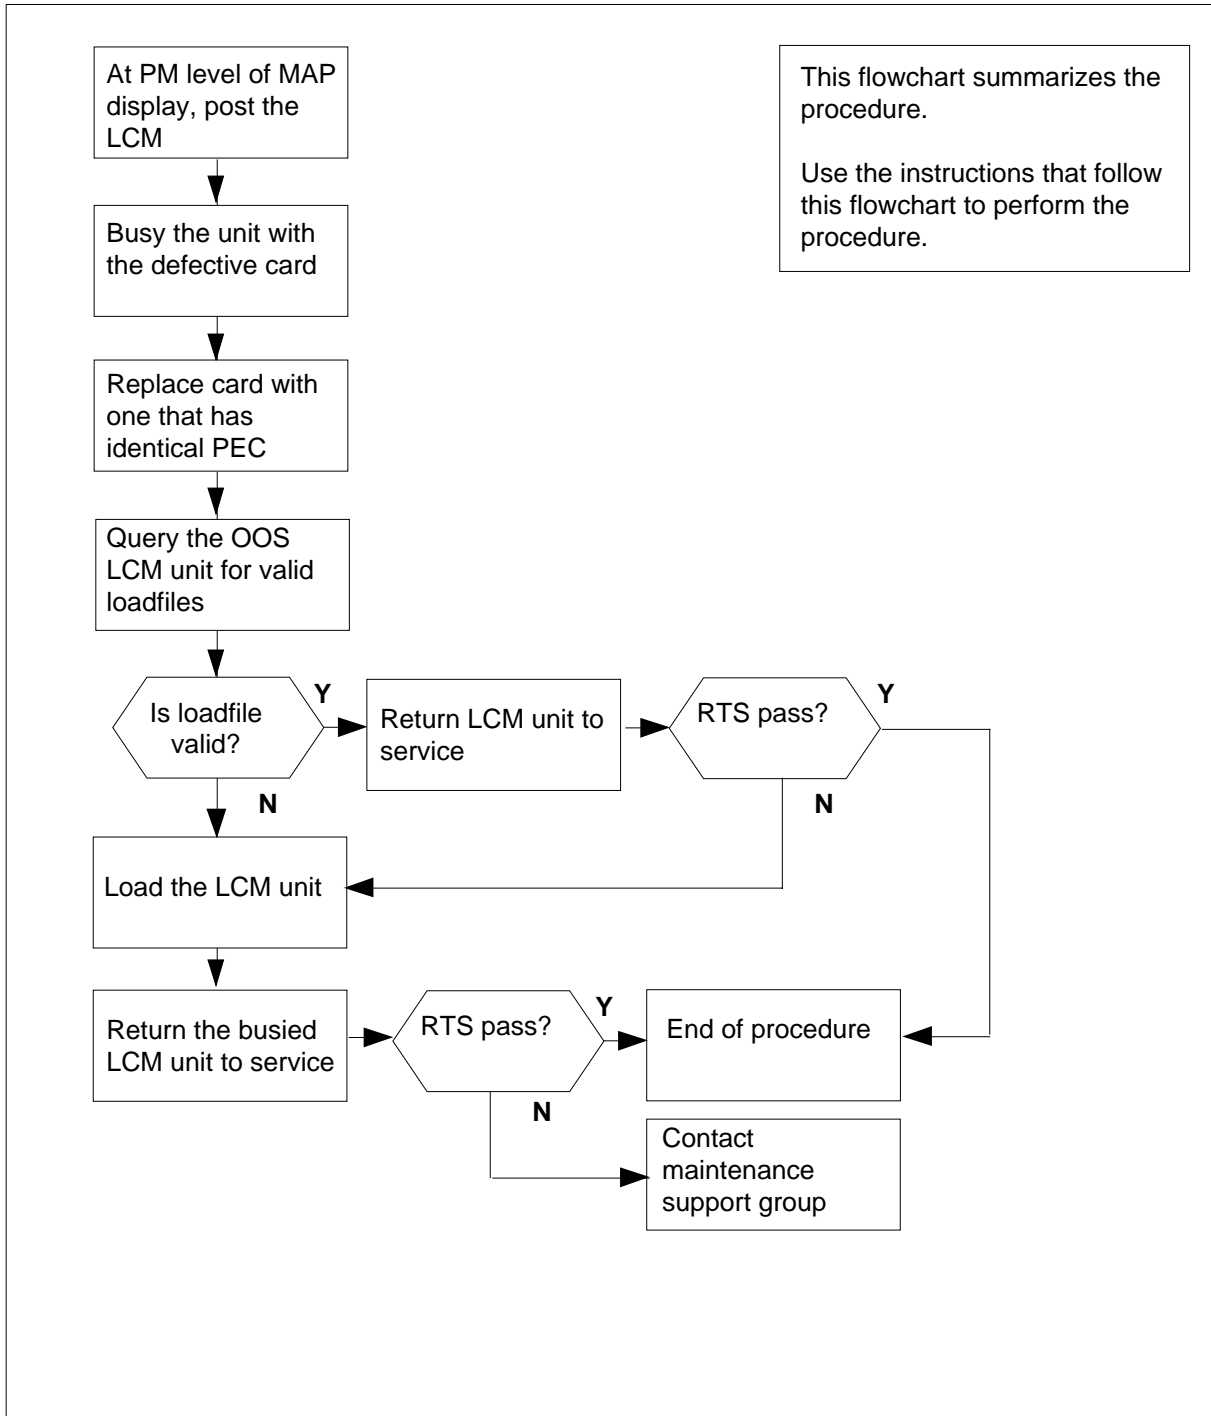 At PM level of MAP
display, post the
LCM
This flowchart summarizes the
procedure.
Use the instructions that follow
this flowchart to perform the
procedure.
Busy the unit with
the defective card
Replace card with
one that has
identical PEC
Query the OOS
LCM unit for valid
loadfiles
Is loadfile
valid?
Y
N
Return LCM unit to
service
RTS pass?
Y
N
Load the LCM unit
Return the busied
LCM unit to service
RTS pass?
Y
N
End of procedure
Contact
maintenance
support group